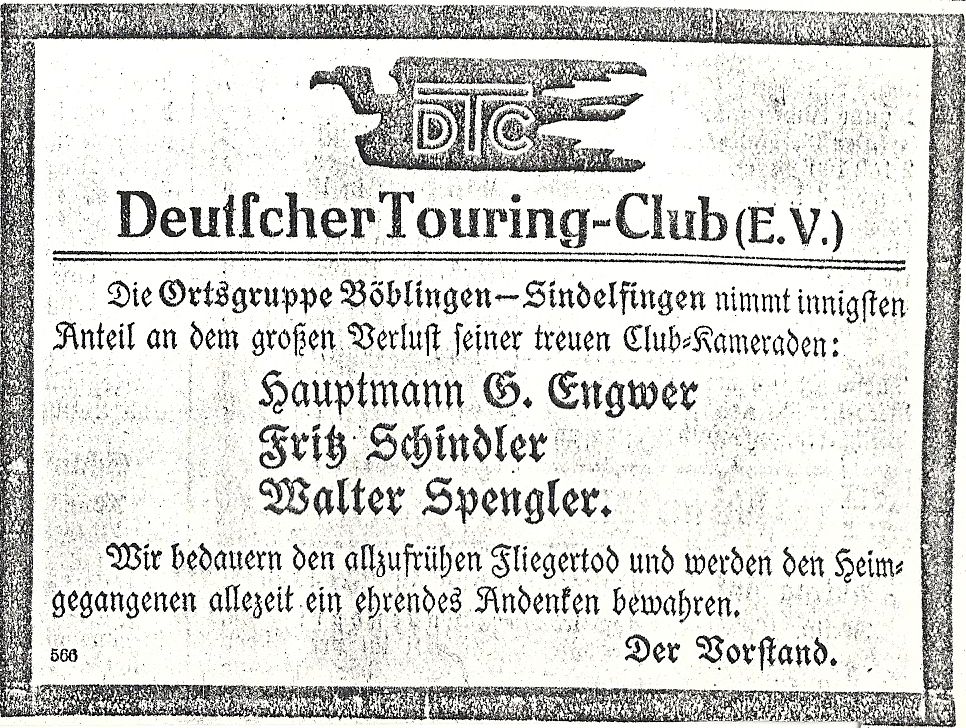 DTC
Deutſcher Touring-Club (E. V.)
Die Ortsgruppe Böblingen—Sindelfingen nimmt innigſten
Anteil an dem großen Verluſt ſeiner treuen Club-Kameraden:
Hauptmann G. Engwer
Fritz Schindler
Walter Spengler.
Wir bedauern den allzufrühen Fliegertod und werden den Heim-
gegangenen allezeit ein ehrendes Andenken bewahren.
Der Vorſtand.
566